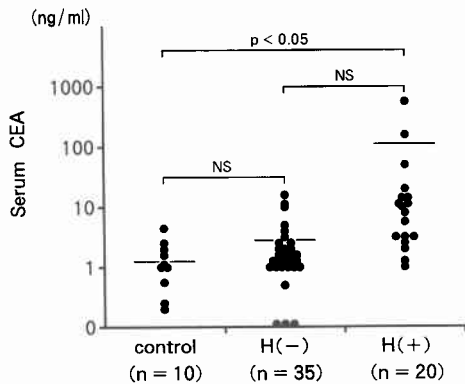 (ng/ml)
p < 0.05
1000
NS
Serum CEA
100
NS
10
1
0
control H(−) H(+)
(n = 10) (n = 35) (n = 20)